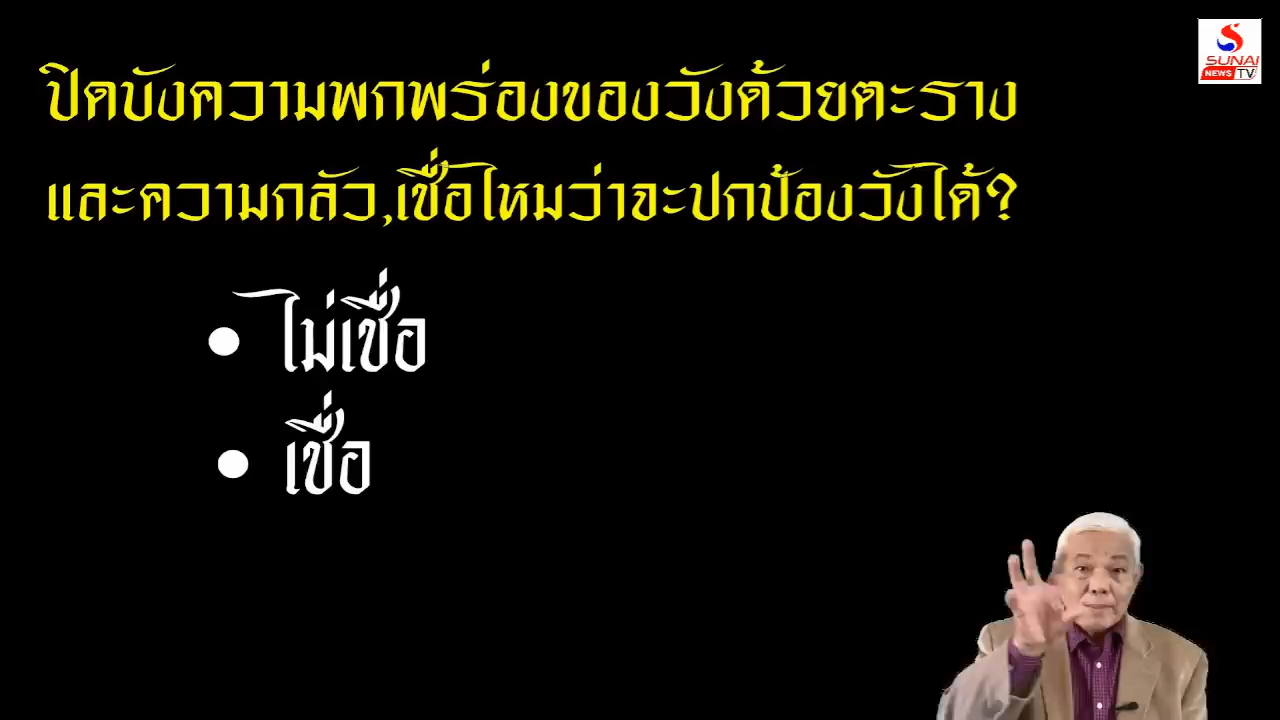 ปิดบังความพกพร่องของวังด้วยตะราง
และความกลัว,เชื่อไหมว่าจะปกป้องวังได้?
• ไม่เชื่อ
• เชื่อ
SUNAI
NEWS TV